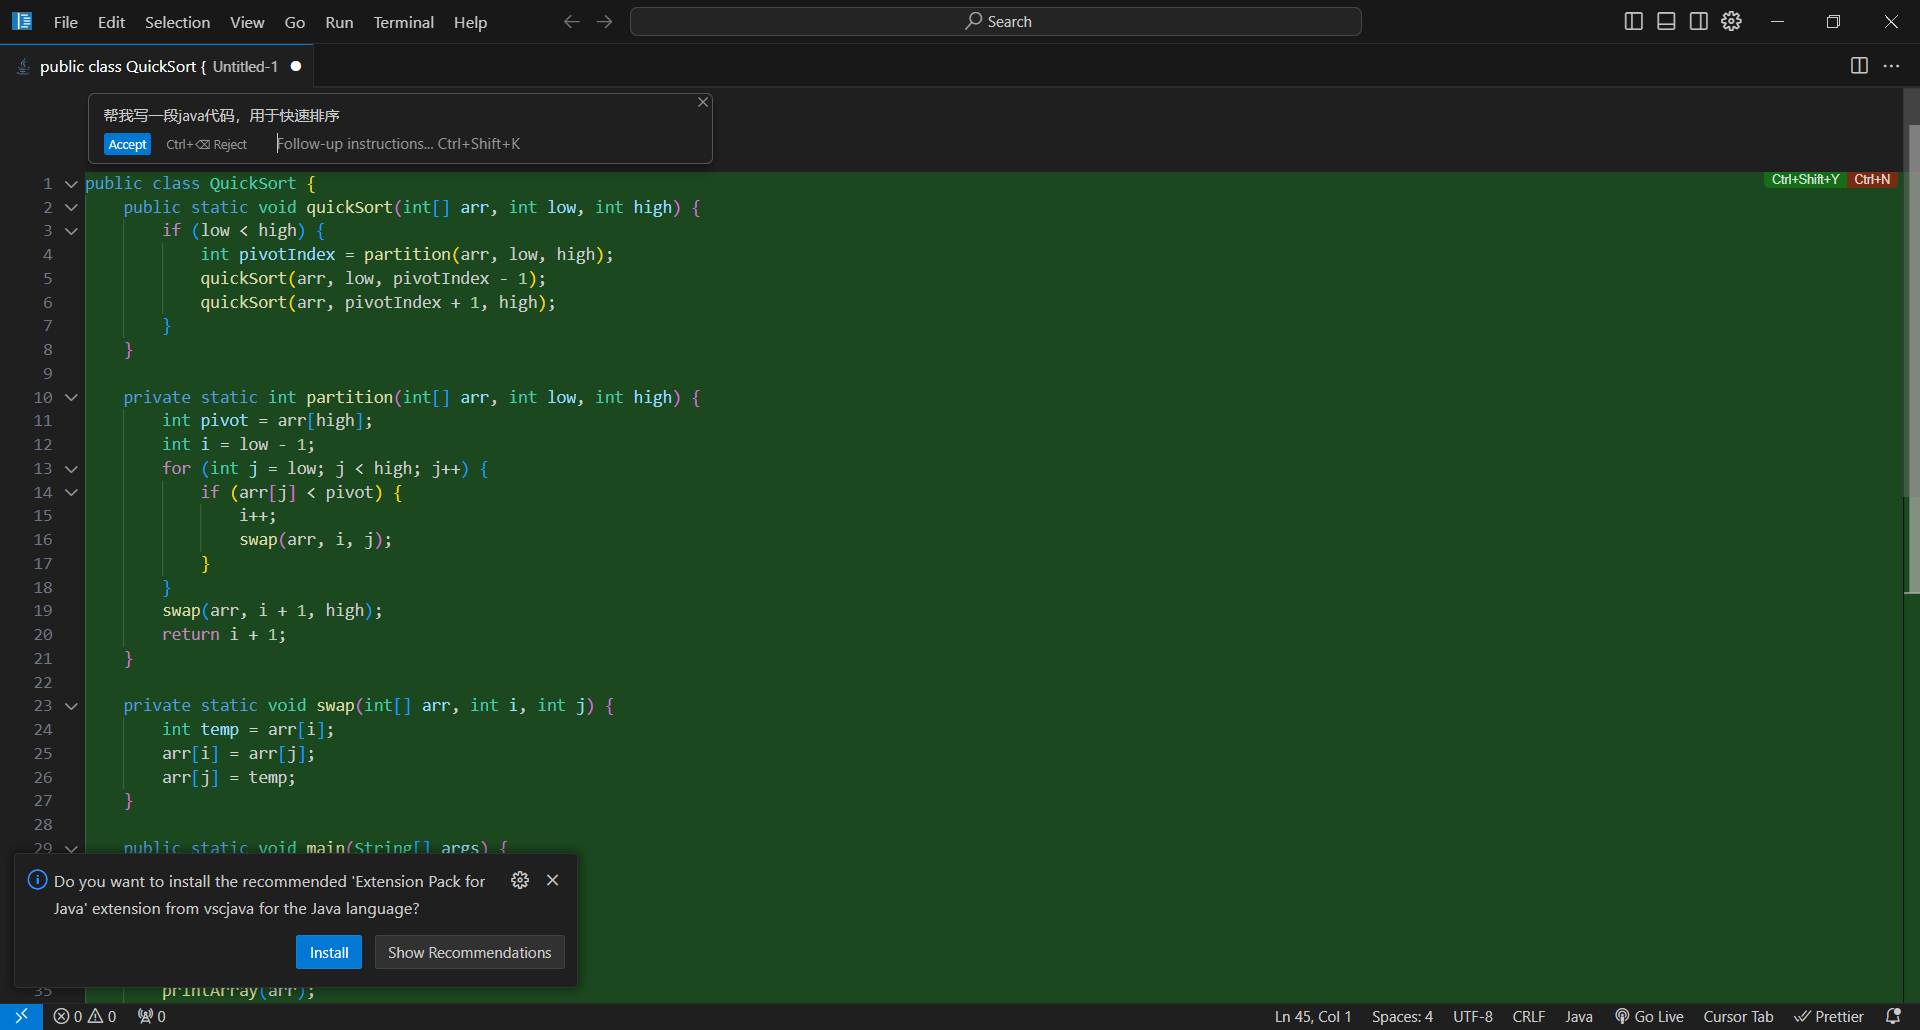 File Edit Selection View Go Run Terminal Help
Search
public class QuickSort { Untitled-1
帮我写一段java代码，用于快速排序
Accept Ctrl+⌫ Reject Follow-up instructions... Ctrl+Shift+K
Ctrl+Shift+Y Ctrl+N
1 public class QuickSort {
2 public static void quickSort(int[] arr, int low, int high) {
3 if (low < high) {
4 int pivotIndex = partition(arr, low, high);
5 quickSort(arr, low, pivotIndex - 1);
6 quickSort(arr, pivotIndex + 1, high);
7 }
8 }
9
10 private static int partition(int[] arr, int low, int high) {
11 int pivot = arr[high];
12 int i = low - 1;
13 for (int j = low; j < high; j++) {
14 if (arr[j] < pivot) {
15 i++;
16 swap(arr, i, j);
17 }
18 }
19 swap(arr, i + 1, high);
20 return i + 1;
21 }
22
23 private static void swap(int[] arr, int i, int j) {
24 int temp = arr[i];
25 arr[i] = arr[j];
26 arr[j] = temp;
27 }
28
29 public static void main(String[] args) {
Do you want to install the recommended 'Extension Pack for
Java' extension from vscjava for the Java language?
Install Show Recommendations
35 printArray(arr);
0 0 0 Ln 45, Col 1 Spaces: 4 UTF-8 CRLF Java Go Live Cursor Tab Prettier